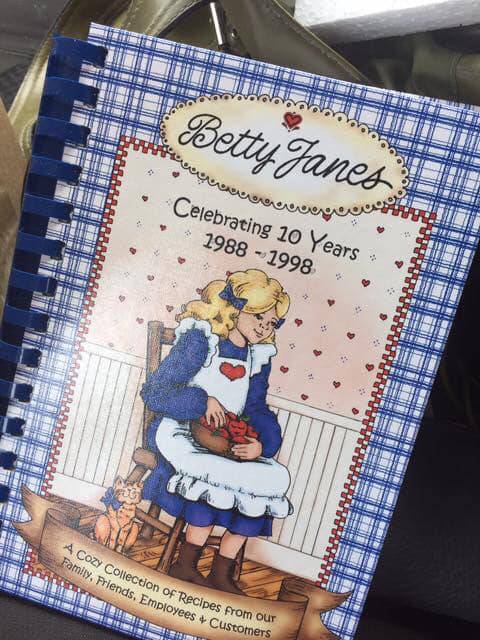 Betty Janes
Celebrating 10 Years
1988 - 1998
A Cozy Collection of Recipes from our
Family, Friends, Employees & Customers